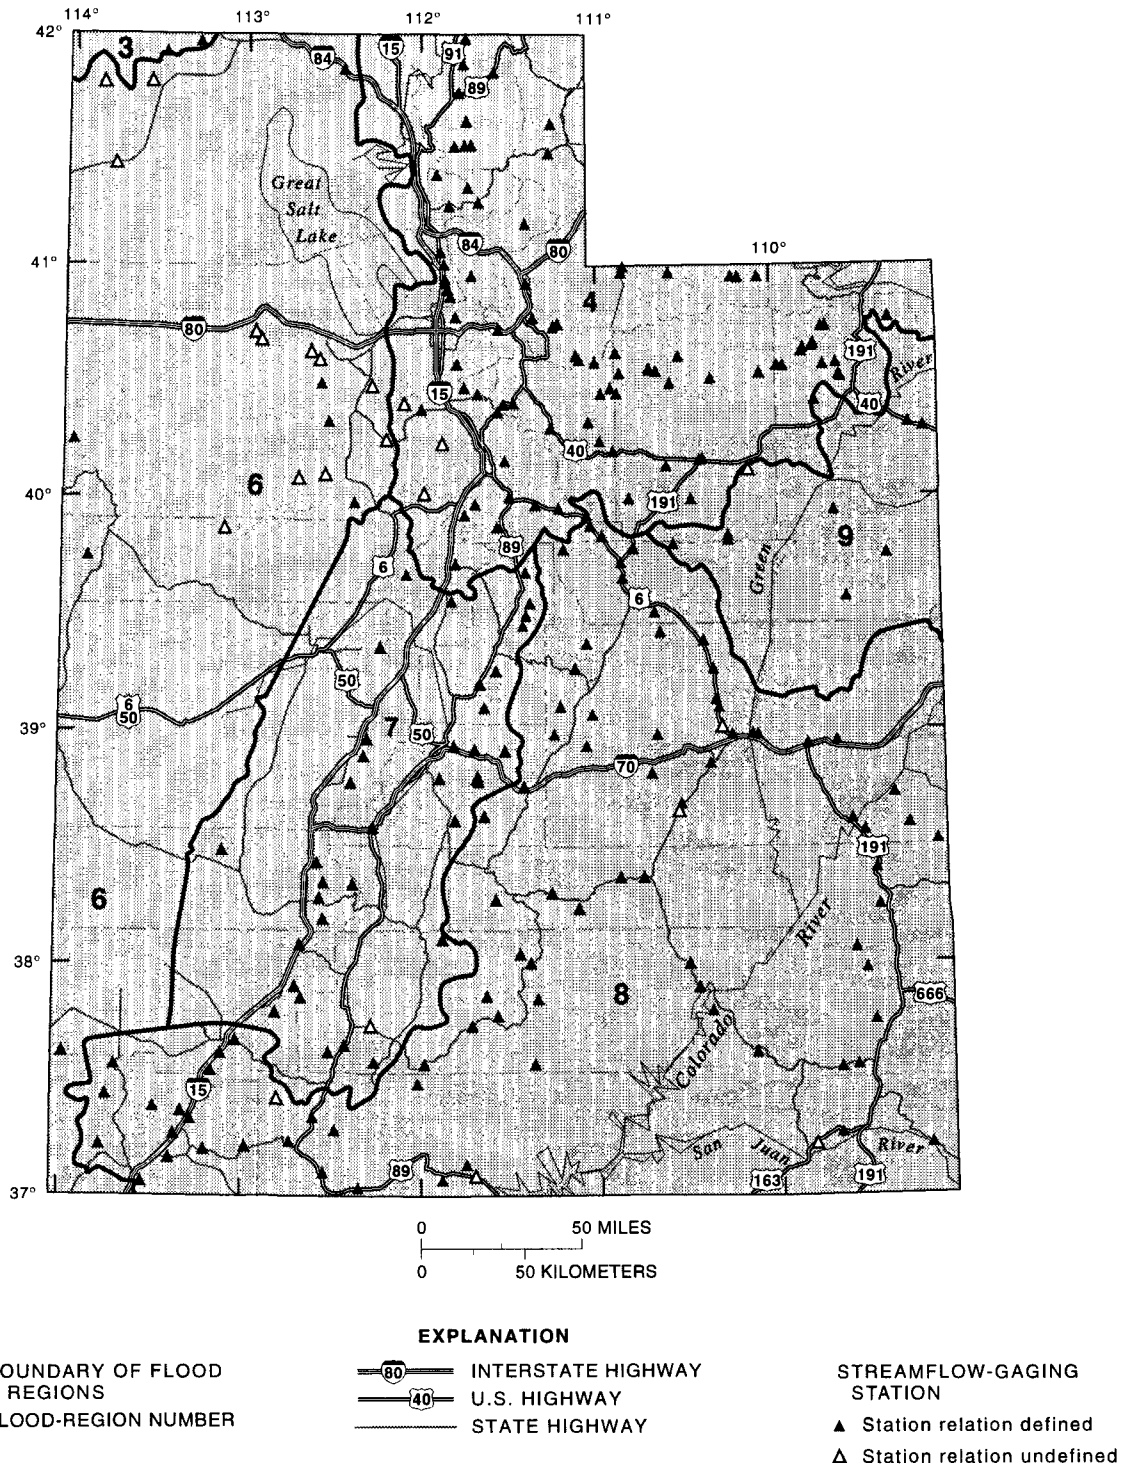 114° 113° 112° 111°
42°
3
84
15
91
89
Great
Salt
Lake
84
80
110°
41°
4
80
191
River
15
40
40
6
191
40°
9
89
Green
6
6
50
6
50
7
50
39°
70
191
6
River
38°
8
666
Colorado
15
San Juan River
89
163
191
37°
0 50 MILES
0 50 KILOMETERS
EXPLANATION
OUNDARY OF FLOOD
REGIONS
LOOD-REGION NUMBER
80 INTERSTATE HIGHWAY
40 U.S. HIGHWAY
STATE HIGHWAY
STREAMFLOW-GAGING
STATION
Station relation defined
Station relation undefined